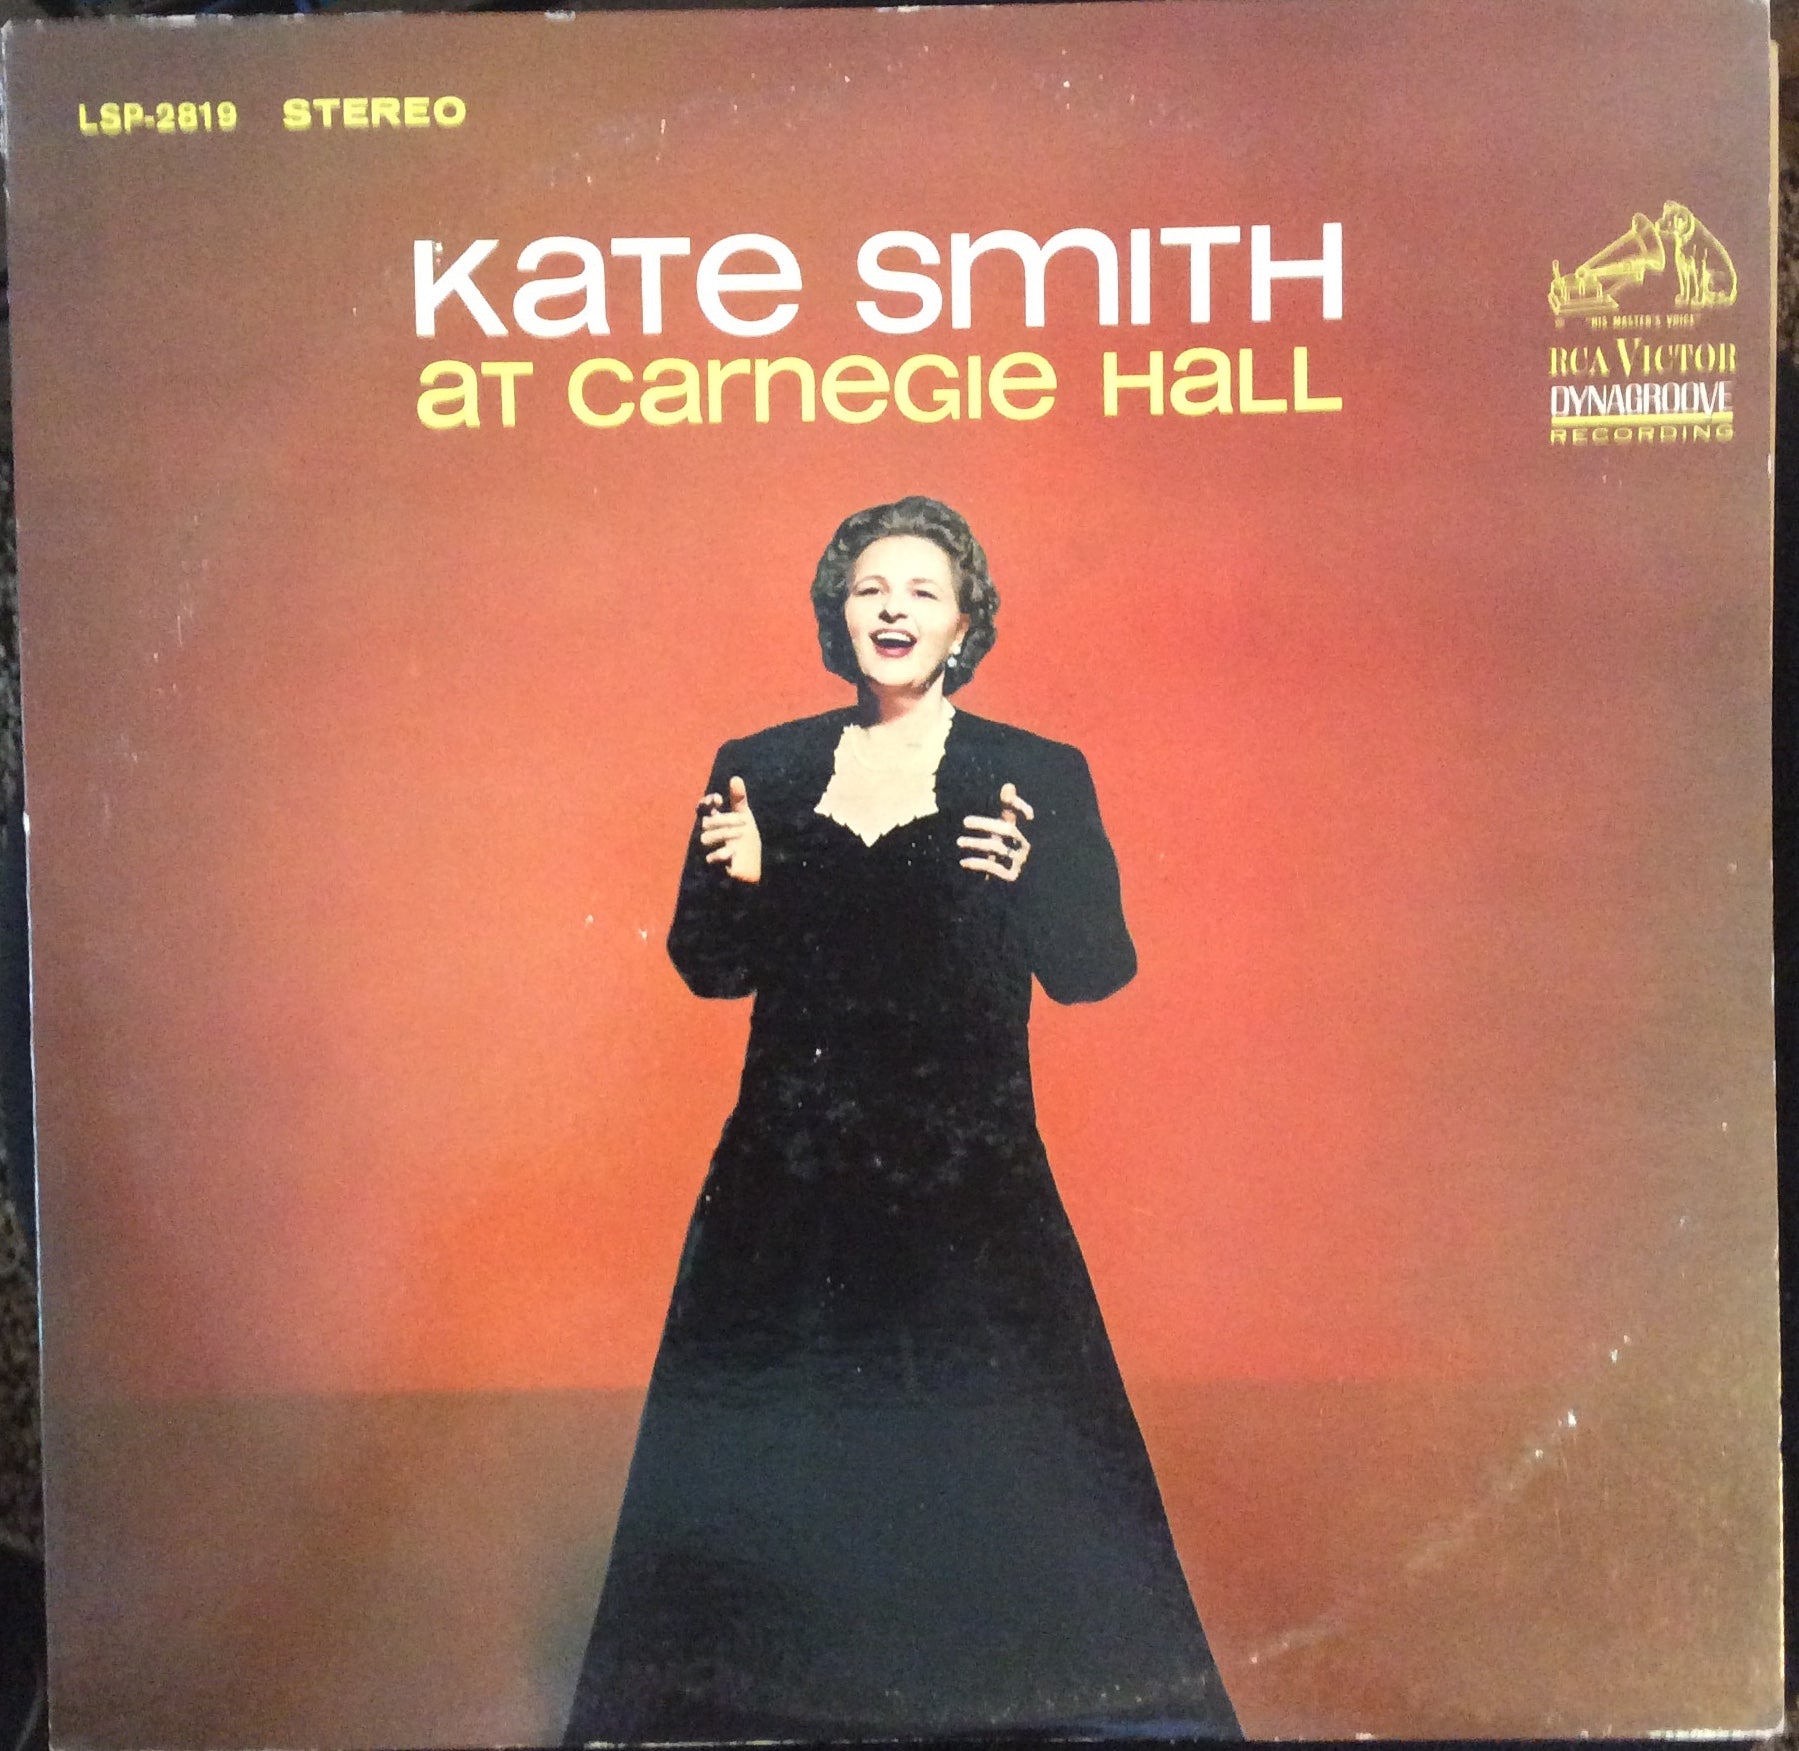 LSP-2819 STEREO
KaTe SmITH
aT CarneGIe HaLL
"HIS MASTER'S VOICE"
RCA VICTOR
DYNAGROOVE
RECORDING